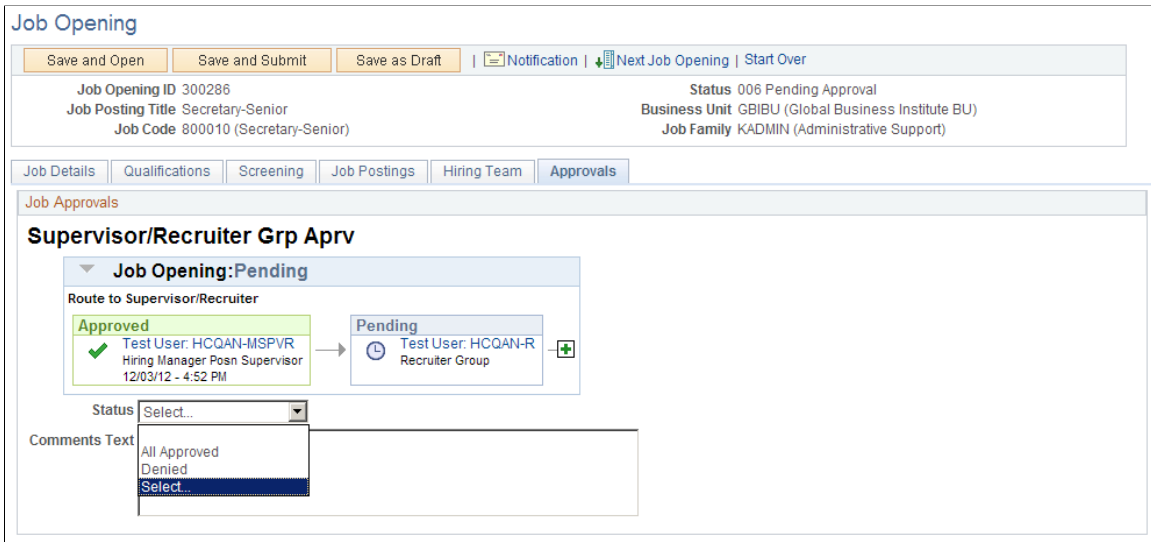 Job Opening
Save and Open Save and Submit Save as Draft | Notification | Next Job Opening | Start Over
Job Opening ID 300286 Status 006 Pending Approval
Job Posting Title Secretary-Senior Business Unit GBIBU (Global Business Institute BU)
Job Code 800010 (Secretary-Senior) Job Family KADMIN (Administrative Support)
Job Details Qualifications Screening Job Postings Hiring Team Approvals
Job Approvals
Supervisor/Recruiter Grp Aprv
Job Opening:Pending
Route to Supervisor/Recruiter
Approved
Test User: HCQAN-MSPVR
Hiring Manager Posn Supervisor
12/03/12 - 4:52 PM
Pending
Test User: HCQAN-R
Recruiter Group
Status Select...
Comments Text
All Approved
Denied
Select...